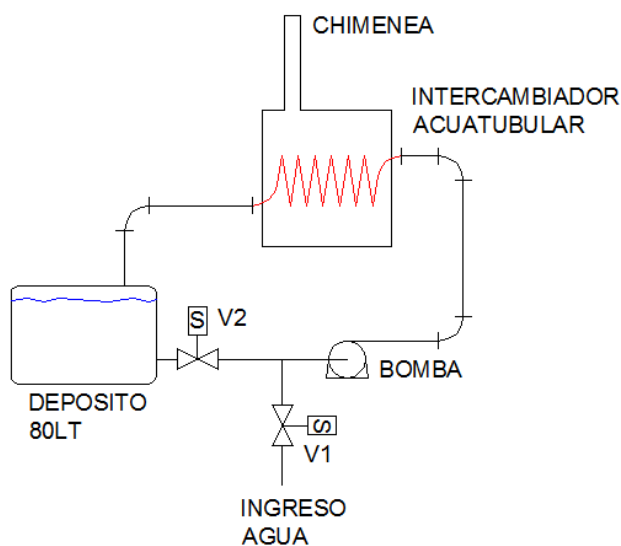 CHIMENEA
INTERCAMBIADOR
ACUATUBULAR
S V2
BOMBA
DEPOSITO
80LT
S
V1
INGRESO
AGUA